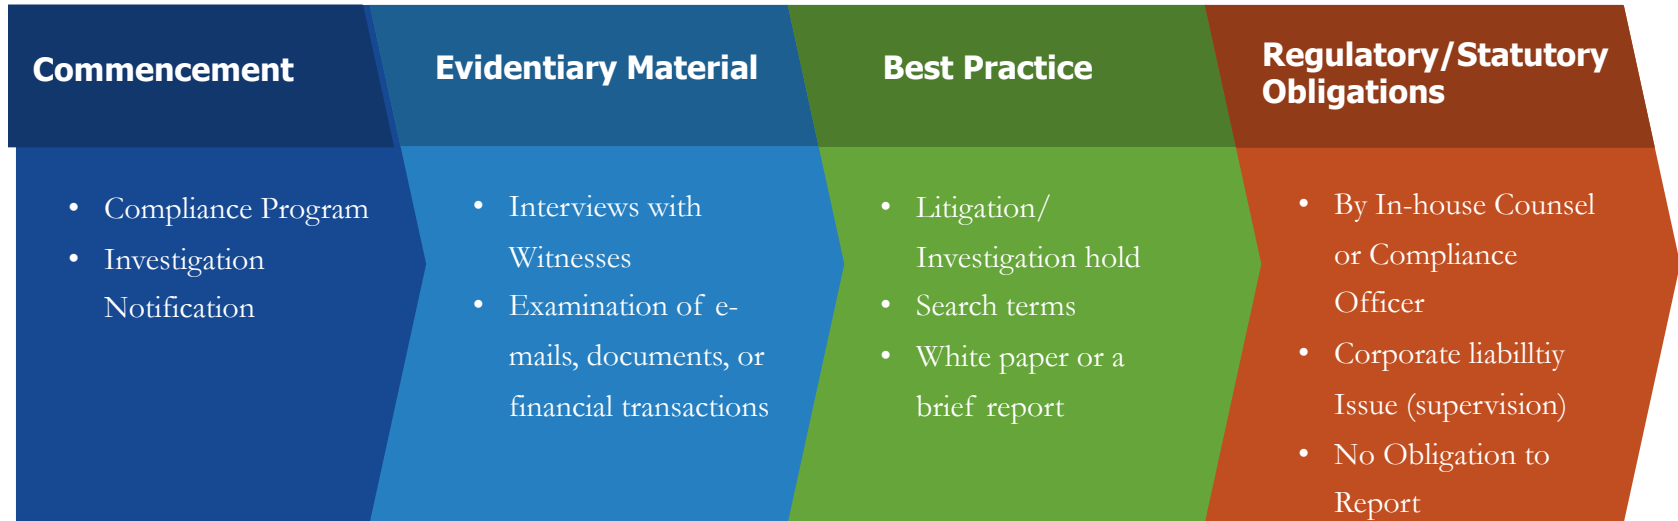 Commencement
• Compliance Program
• Investigation
Notification
Evidentiary Material
• Interviews with
Witnesses
• Examination of e-
mails, documents, or
financial transactions
Best Practice
• Litigation/
Investigation hold
• Search terms
• White paper or a
brief report
Regulatory/Statutory
Obligations
• By In-house Counsel
or Compliance
Officer
• Corporate liabilltiy
Issue (supervision)
• No Obligation to
Report